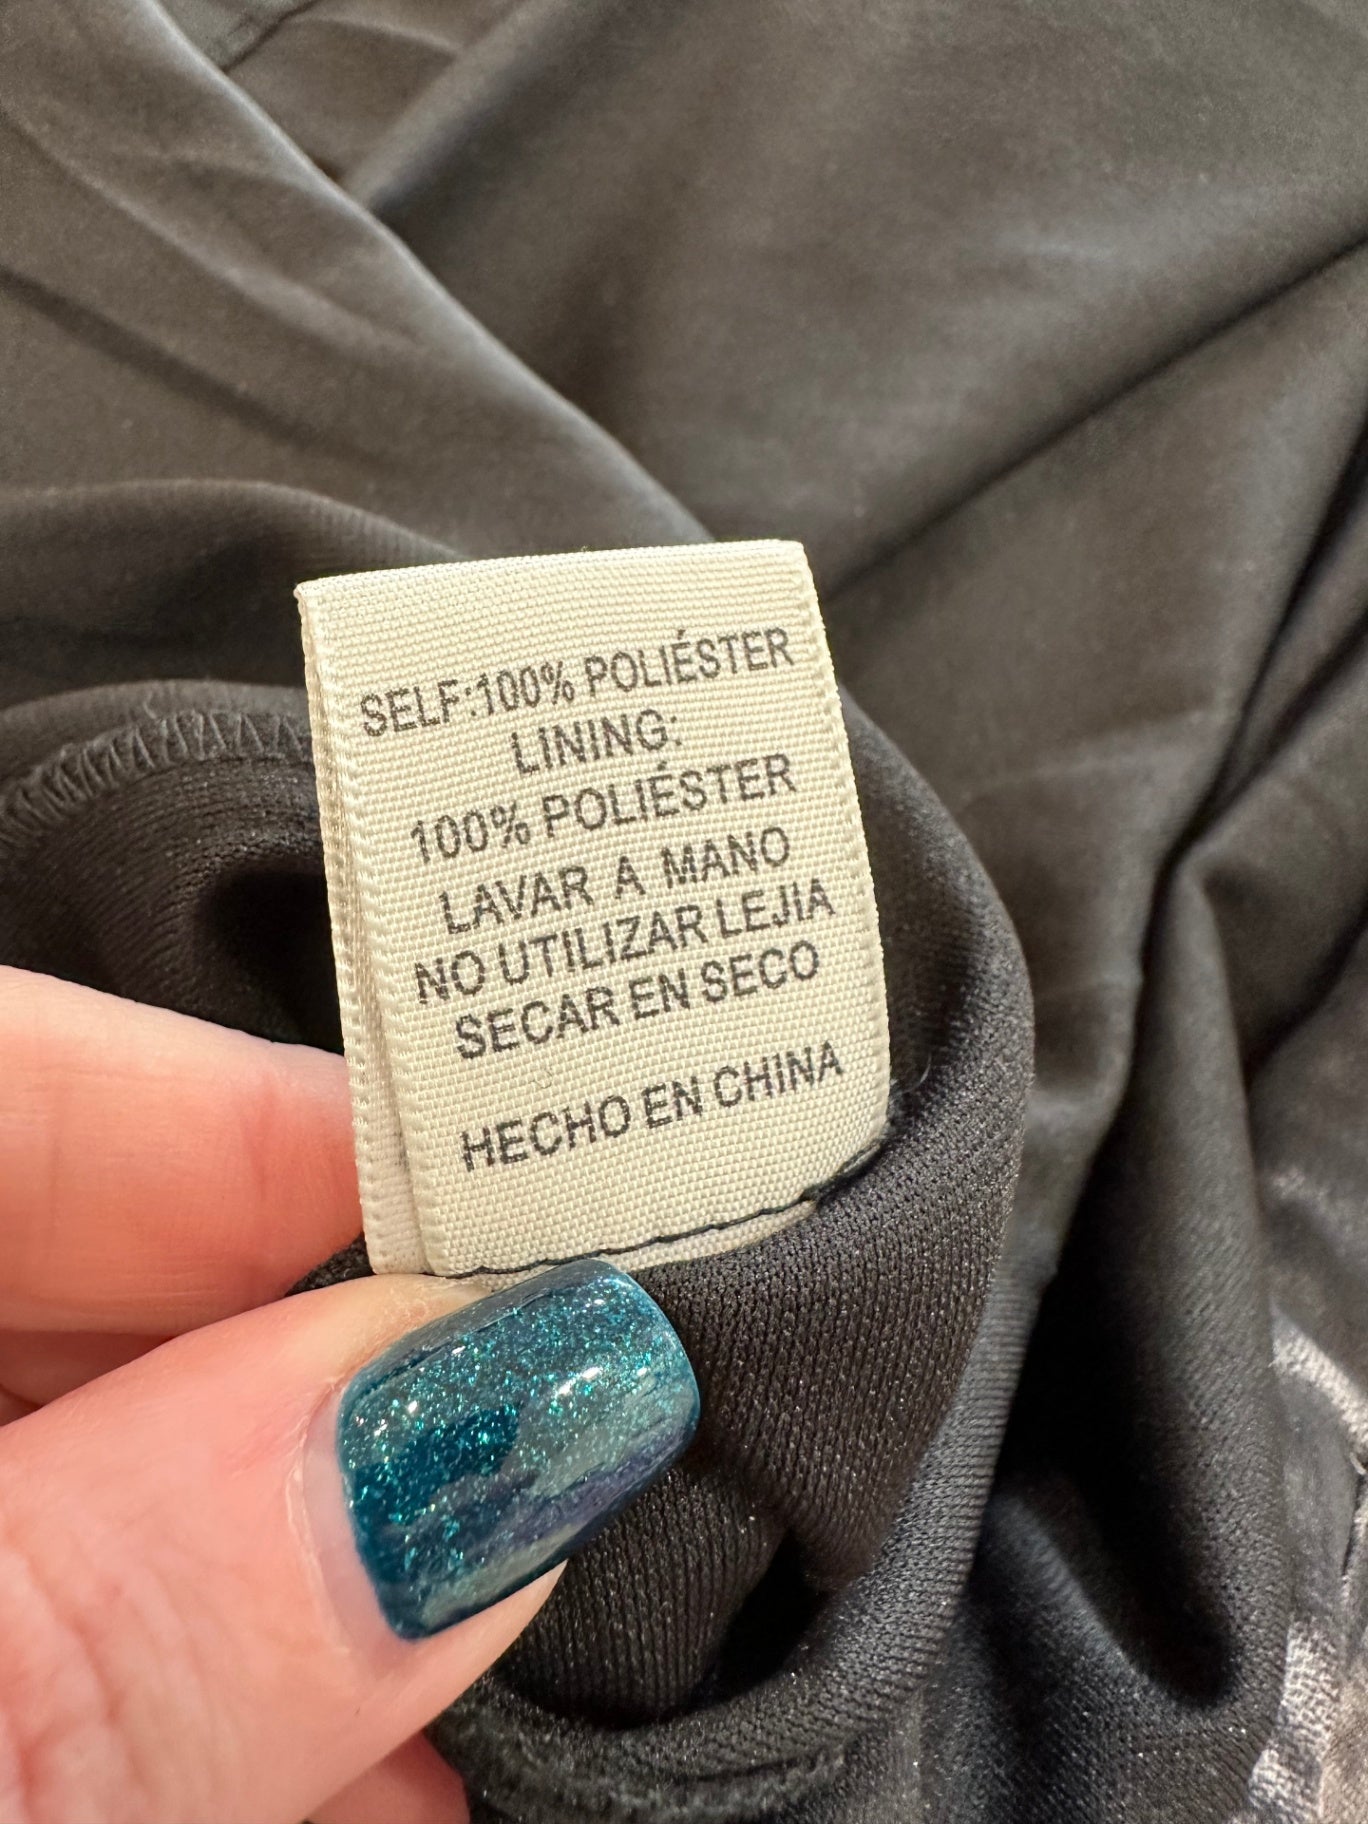 SELF:100% POLIÉSTER
LINING:
100% POLIÉSTER
LAVAR A MANO
NO UTILIZAR LEJIA
SECAR EN SECO
HECHO EN CHINA